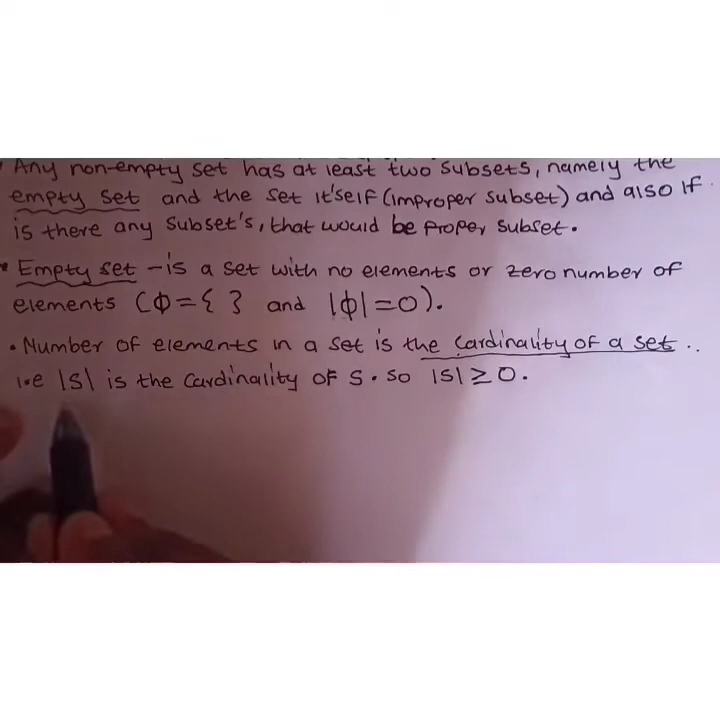 Any non-empty set has at least two subsets, namely the
empty set and the set it'self (improper subset) and also if
is there any subset's, that would be proper subset.
• Empty set - is a set with no elements or zero number of
elements (Φ = { } and |Φ| = 0).
• Number of elements in a set is the cardinality of a set ..
i.e |S| is the cardinality of S. so |S| ≥ 0.